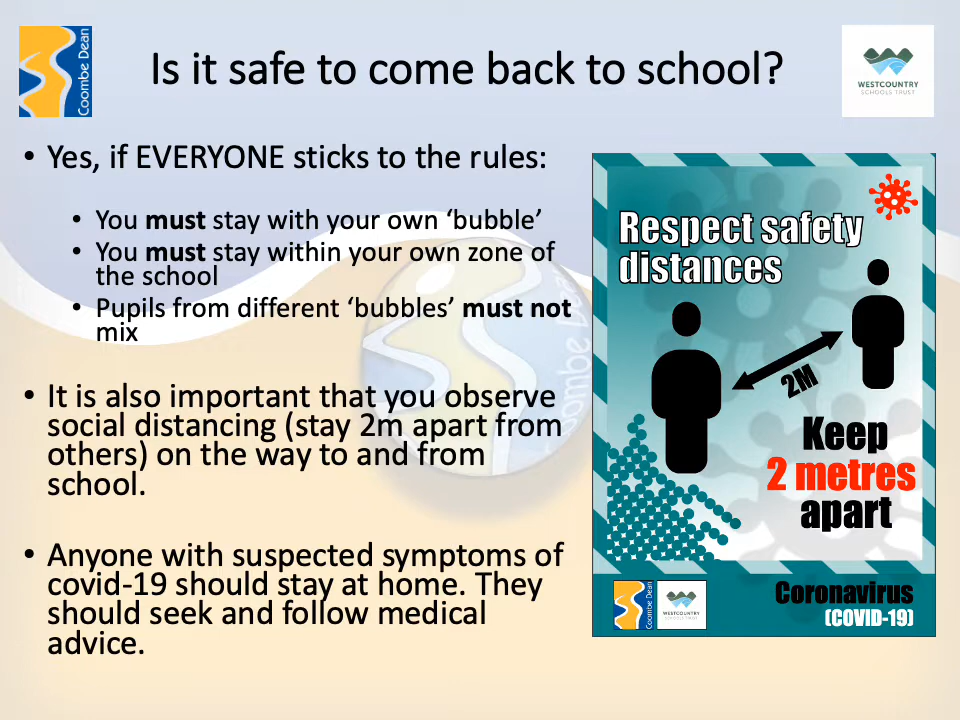 Coombe Dean
Is it safe to come back to school?
WESTCOUNTRY
SCHOOLS TRUST
• Yes, if EVERYONE sticks to the rules:
• You must stay with your own ‘bubble’
• You must stay within your own zone of
the school
• Pupils from different ‘bubbles’ must not
mix
• It is also important that you observe
social distancing (stay 2m apart from
others) on the way to and from
school.
• Anyone with suspected symptoms of
covid-19 should stay at home. They
should seek and follow medical
advice.
Coombe Dean
Respect safety
distances
2M
Keep
2 metres
apart
Coombe Dean
WESTCOUNTRY
SCHOOLS TRUST
Coronavirus
(COVID-19)